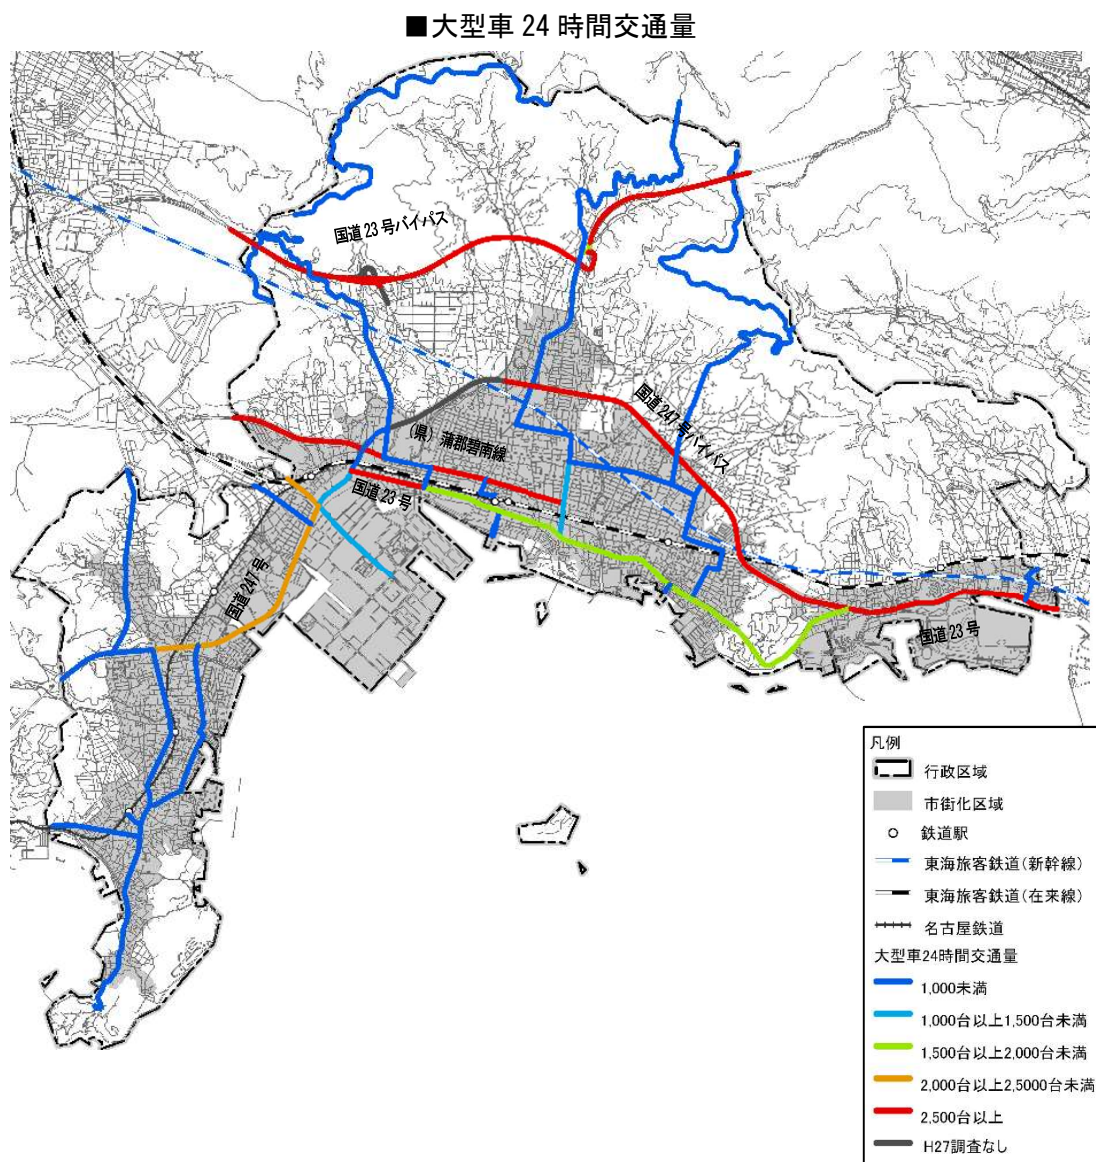 ■大型車 24 時間交通量
国道 23 号バイパス
国道 247 号バイパス
(県) 蒲郡碧南線
国道 23 号
国道 247 号
国道 23 号
凡例
行政区域
市街化区域
鉄道駅
東海旅客鉄道(新幹線)
東海旅客鉄道(在来線)
名古屋鉄道
大型車24時間交通量
1,000未満
1,000台以上1,500台未満
1,500台以上2,000台未満
2,000台以上2,5000台未満
2,500台以上
H27調査なし